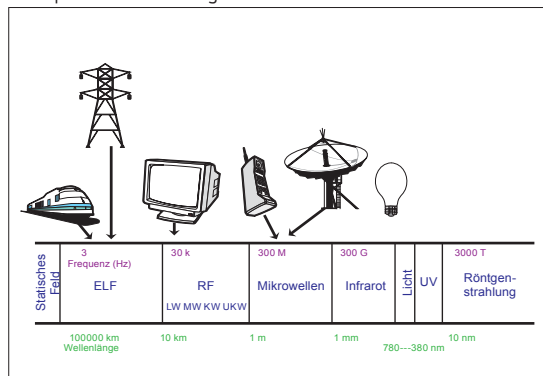 3 30 k 300 M 300 G 3000 T
Frequenz (Hz)
Statisches
Feld
ELF RF Mikrowellen Infrarot Licht UV Röntgen-
strahlung
LW MW KW UKW
100000 km 10 km 1 m 1 mm 10 nm
Wellenlänge 780---380 nm